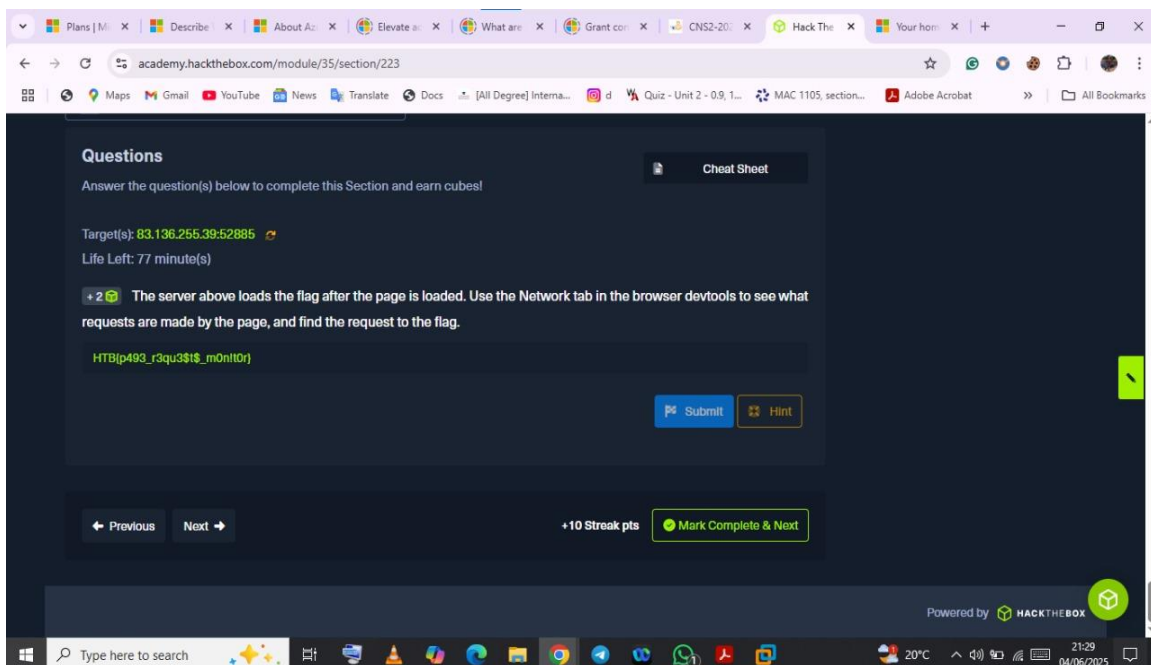 Plans | Mi
Describe
About Az
Elevate ac
What are
Grant con
CNS2-202
Hack The
Your hom
academy.hackthebox.com/module/35/section/223
Maps
Gmail
YouTube
News
Translate
Docs
[All Degree] Interna...
d
Quiz - Unit 2 - 0.9, 1...
MAC 1105, section...
Adobe Acrobat
»
All Bookmarks
Questions
Cheat Sheet
Answer the question(s) below to complete this Section and earn cubes!
Target(s): 83.136.255.39:52885
Life Left: 77 minute(s)
+ 2 The server above loads the flag after the page is loaded. Use the Network tab in the browser devtools to see what
requests are made by the page, and find the request to the flag.
HTB{p493_r3qu3$t$_m0n!t0r}
Submit
Hint
Previous
Next
+10 Streak pts
Mark Complete & Next
Powered by HACKTHEBOX
Type here to search
20°C
21:29
04/06/2025